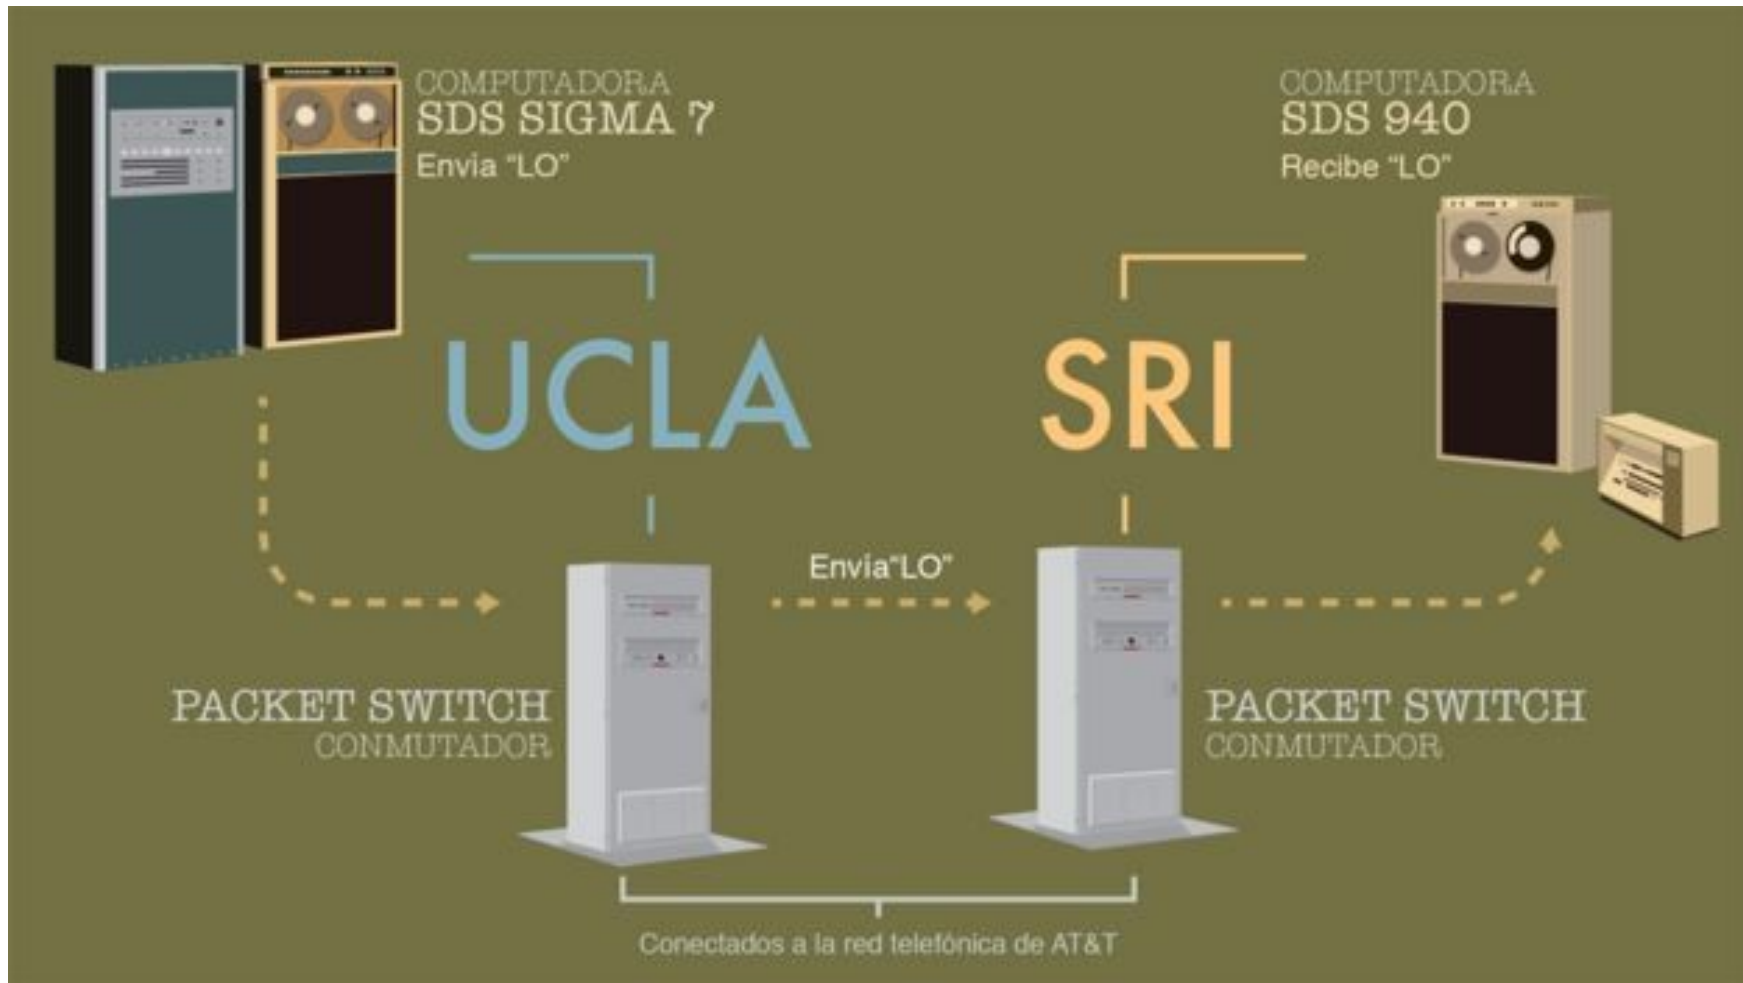 COMPUTADORA
SDS SIGMA 7
Envia “LO”
COMPUTADORA
SDS 940
Recibe “LO”
UCLA
SRI
Envía“LO”
PACKET SWITCH
CONMUTADOR
PACKET SWITCH
CONMUTADOR
Conectados a la red telefónica de AT&T